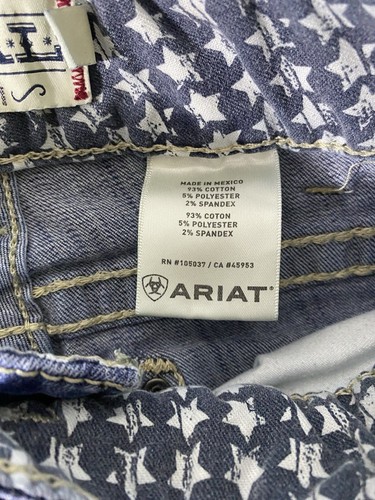 MADE IN MEXICO
93% COTTON
5% POLYESTER
2% SPANDEX
93% COTON
5% POLYESTER
2% SPANDEX
RN #105037 / CA #45953
ARIAT